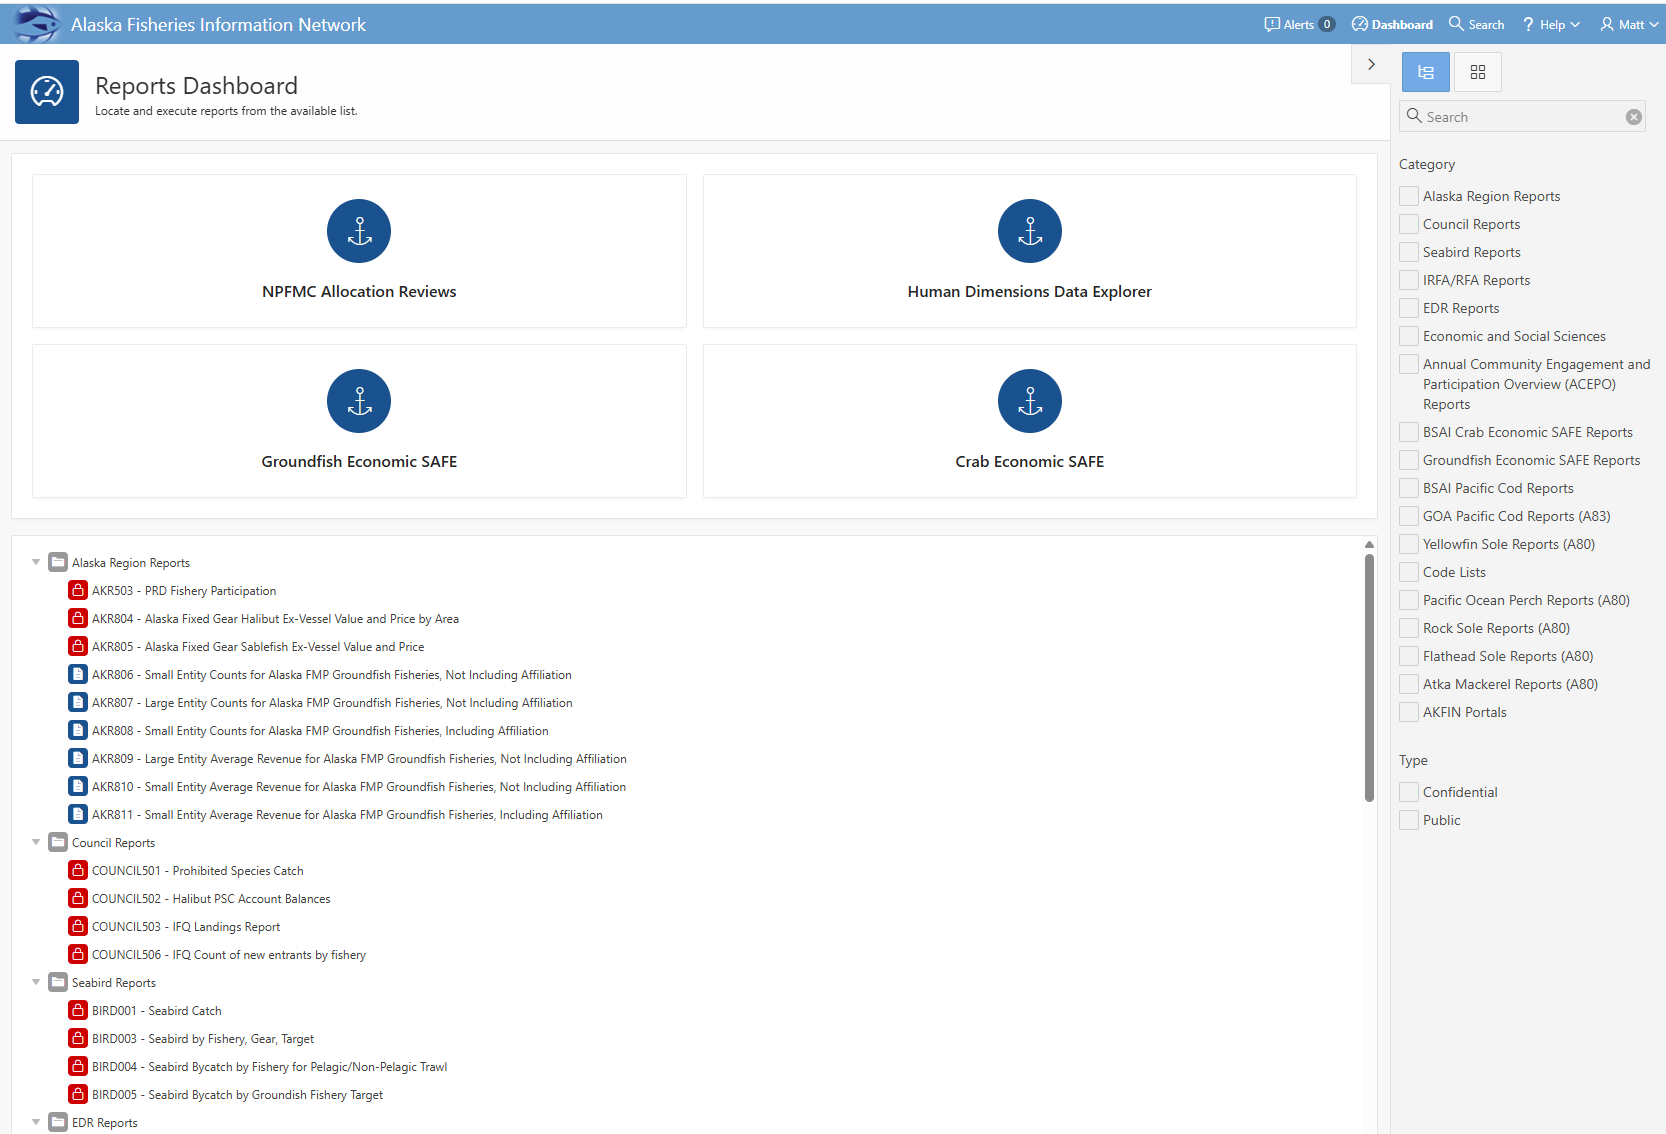 Alaska Fisheries Information Network
Alerts 0 Dashboard Search ? Help Matt
Reports Dashboard
Locate and execute reports from the available list.
NPFMC Allocation Reviews
Human Dimensions Data Explorer
Groundfish Economic SAFE
Crab Economic SAFE
Alaska Region Reports
AKR503 - PRD Fishery Participation
AKR804 - Alaska Fixed Gear Halibut Ex-Vessel Value and Price by Area
AKR805 - Alaska Fixed Gear Sablefish Ex-Vessel Value and Price
AKR806 - Small Entity Counts for Alaska FMP Groundfish Fisheries, Not Including Affiliation
AKR807 - Large Entity Counts for Alaska FMP Groundfish Fisheries, Not Including Affiliation
AKR808 - Small Entity Counts for Alaska FMP Groundfish Fisheries, Including Affiliation
AKR809 - Large Entity Average Revenue for Alaska FMP Groundfish Fisheries, Not Including Affiliation
AKR810 - Small Entity Average Revenue for Alaska FMP Groundfish Fisheries, Not Including Affiliation
AKR811 - Small Entity Average Revenue for Alaska FMP Groundfish Fisheries, Including Affiliation
Council Reports
COUNCIL501 - Prohibited Species Catch
COUNCIL502 - Halibut PSC Account Balances
COUNCIL503 - IFQ Landings Report
COUNCIL506 - IFQ Count of new entrants by fishery
Seabird Reports
BIRD001 - Seabird Catch
BIRD003 - Seabird by Fishery, Gear, Target
BIRD004 - Seabird Bycatch by Fishery for Pelagic/Non-Pelagic Trawl
BIRD005 - Seabird Bycatch by Groundish Fishery Target
EDR Reports
Search
Category
Alaska Region Reports
Council Reports
Seabird Reports
IRFA/RFA Reports
EDR Reports
Economic and Social Sciences
Annual Community Engagement and
Participation Overview (ACEPO)
Reports
BSAI Crab Economic SAFE Reports
Groundfish Economic SAFE Reports
BSAI Pacific Cod Reports
GOA Pacific Cod Reports (A83)
Yellowfin Sole Reports (A80)
Code Lists
Pacific Ocean Perch Reports (A80)
Rock Sole Reports (A80)
Flathead Sole Reports (A80)
Atka Mackerel Reports (A80)
AKFIN Portals
Type
Confidential
Public